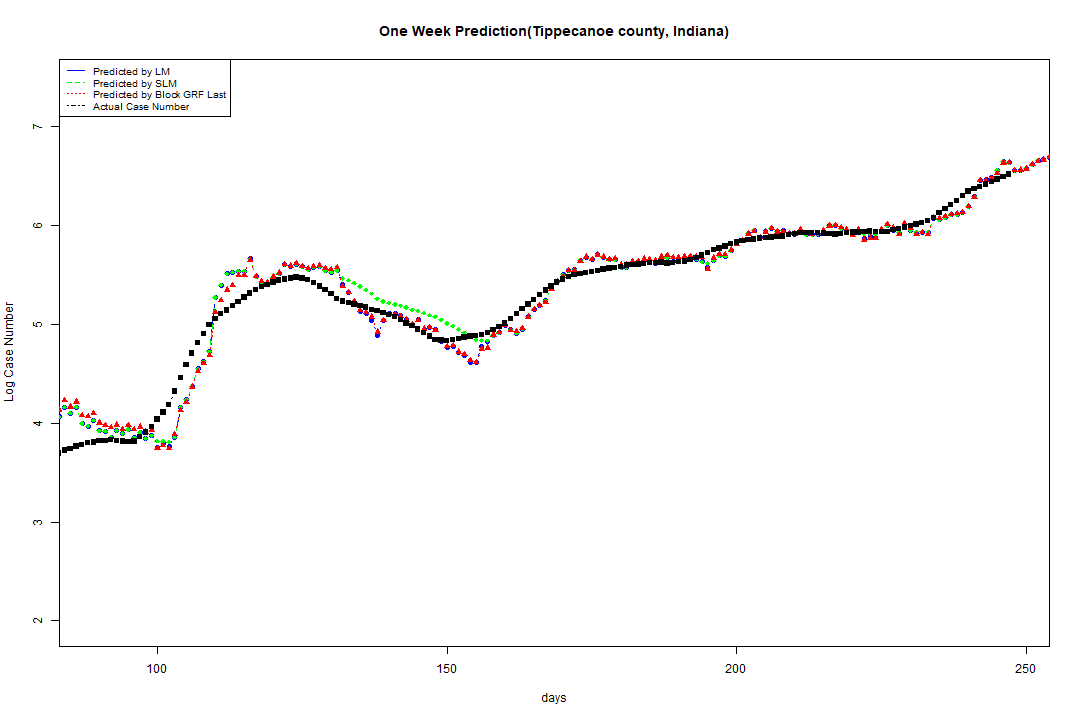 One Week Prediction(Tippecanoe county, Indiana)
Predicted by LM
Predicted by SLM
Predicted by Block GRF Last
Actual Case Number
7
6
5
4
3
2
Log Case Number
100 150 200 250
days